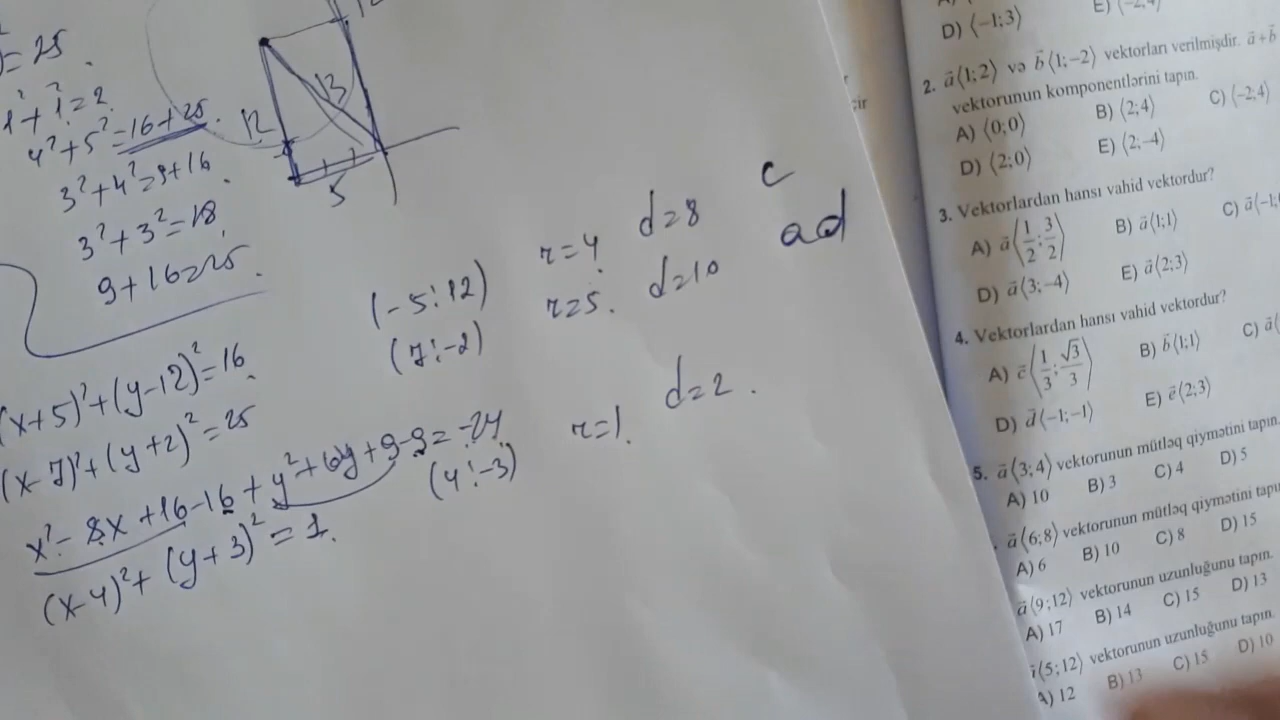 = 25.
1² + 1² = 2.
4² + 5² = 16 + 25.
3² + 4² = 9 + 16.
3² + 3² = 18.
9 + 16 = 25.
12
13
5
(x+5)² + (y-12)² = 16.
(-5; 12)
r = 4.
d = 8
c
(x-7)² + (y+2)² = 25
(7; -2)
r = 5.
d = 10
ad
x² - 8x + 16 - 16 + y² + 6y + 9 - 9 = -24
(x-4)² + (y+3)² = 1.
(4; -3)
r = 1.
d = 2.
D) ⟨-1;3⟩
E) ⟨-2;4⟩
2. a⃗⟨1;2⟩ və b⃗⟨1;-2⟩ vektorları verilmişdir. a⃗+b⃗
vektorunun komponentlərini tapın.
A) ⟨0;0⟩ B) ⟨2;4⟩ C) ⟨-2;4⟩
D) ⟨2;0⟩ E) ⟨2;-4⟩
3. Vektorlardan hansı vahid vektordur?
A) a⃗⟨1/2;3/2⟩ B) a⃗⟨1;1⟩ C) a⃗⟨-1;
D) a⃗⟨3;-4⟩ E) a⃗⟨2;3⟩
4. Vektorlardan hansı vahid vektordur?
A) c⃗⟨1/3;√3/3⟩ B) b⃗⟨1;1⟩ C) a⃗⟨
D) d⃗⟨-1;-1⟩ E) e⃗⟨2;3⟩
5. a⃗⟨3;4⟩ vektorunun mütləq qiymətini tapın.
A) 10 B) 3 C) 4 D) 5
a⃗⟨6;8⟩ vektorunun mütləq qiymətini tapın
A) 6 B) 10 C) 8 D) 15
a⃗⟨9;12⟩ vektorunun uzunluğunu tapın.
A) 17 B) 14 C) 15 D) 13
⟨5;12⟩ vektorunun uzunluğunu tapın.
A) 12 B) 13 C) 15 D) 10